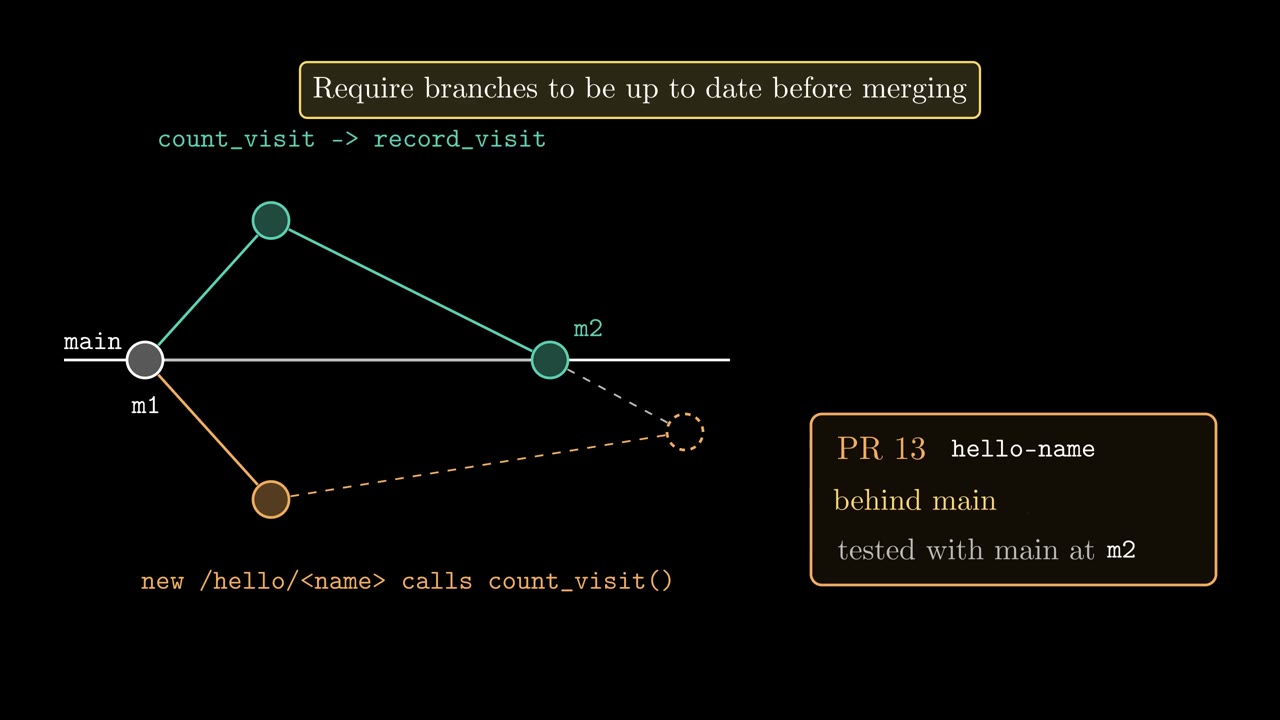 Require branches to be up to date before merging
count_visit -> record_visit
m2
main
m1
PR 13 hello-name
behind main
tested with main at m2
new /hello/<name> calls count_visit()